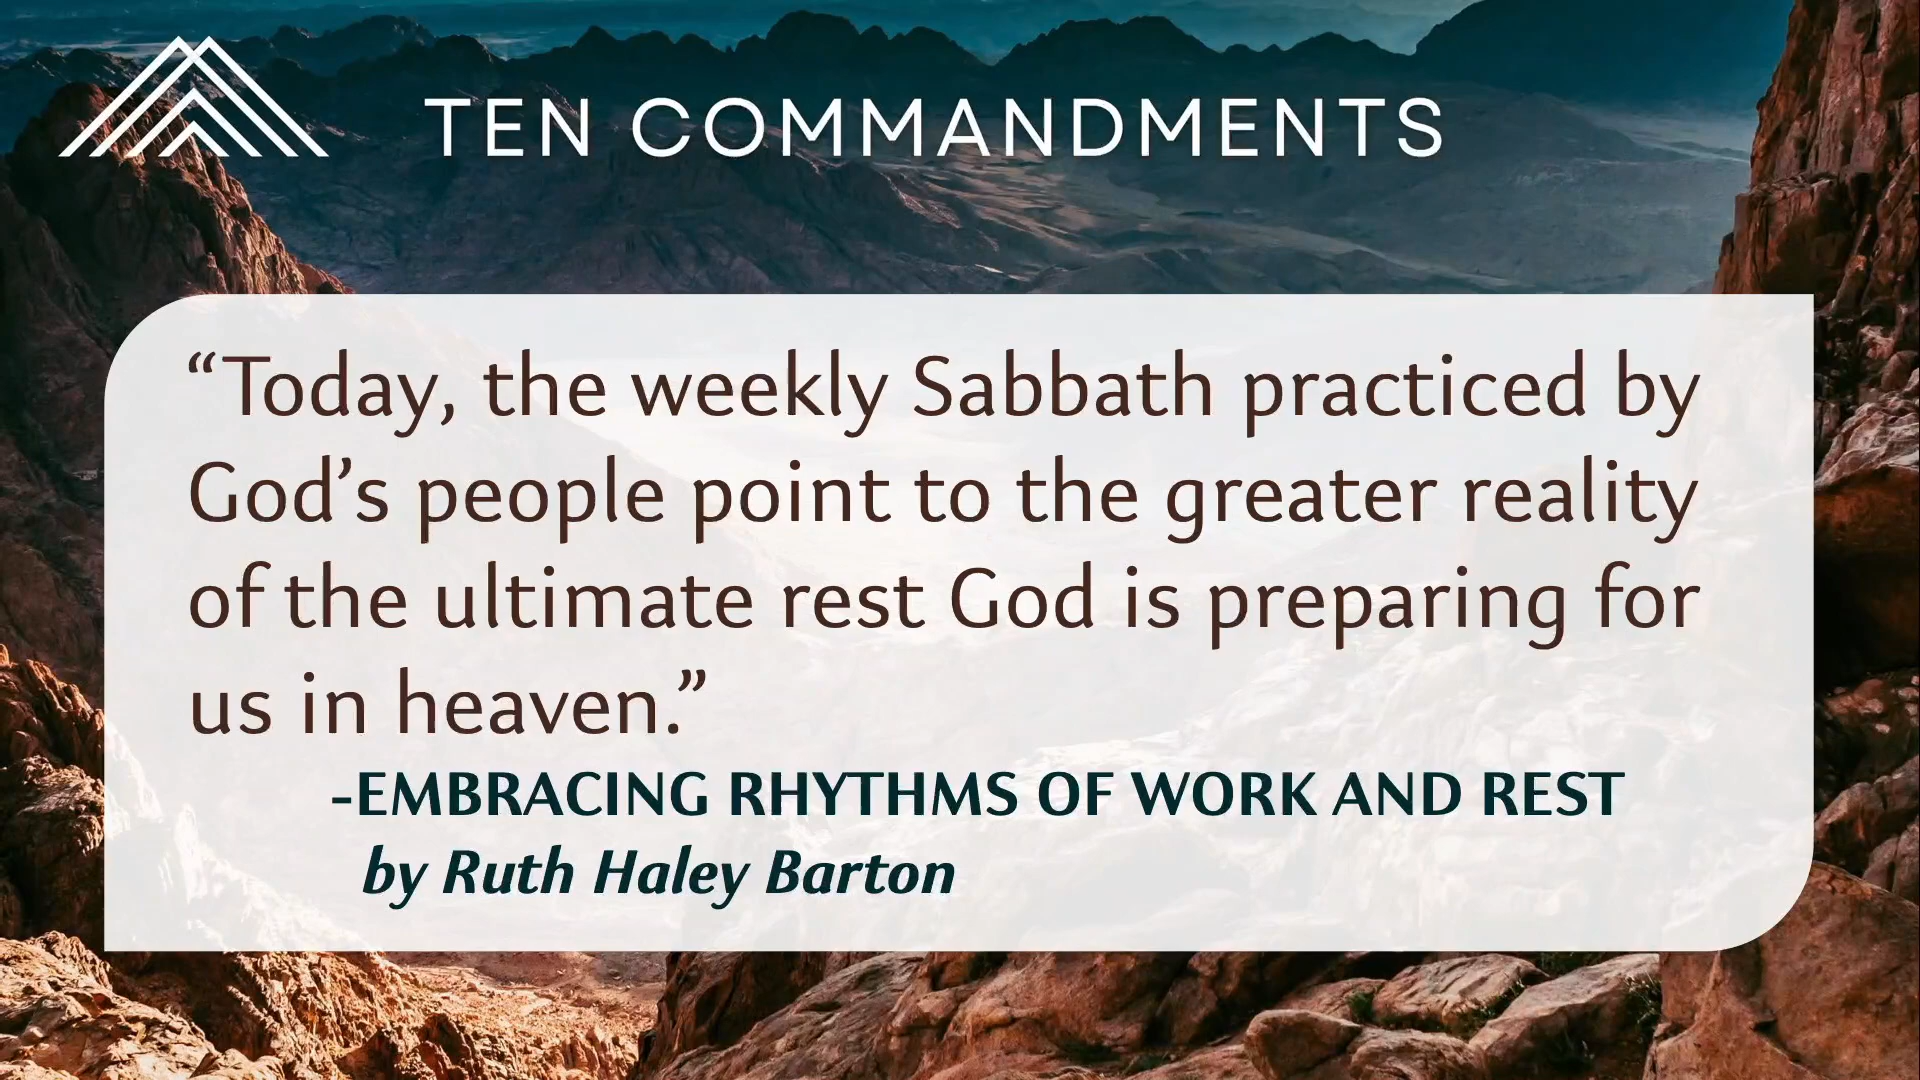 TEN COMMANDMENTS
“Today, the weekly Sabbath practiced by
God’s people point to the greater reality
of the ultimate rest God is preparing for
us in heaven.”
-EMBRACING RHYTHMS OF WORK AND REST
by Ruth Haley Barton